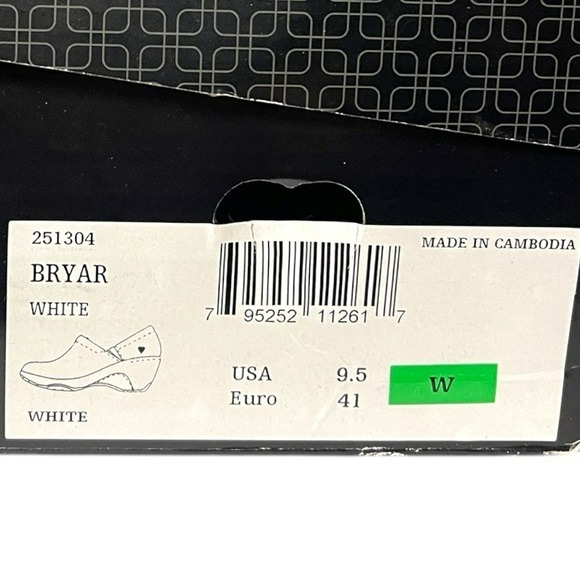 251304
MADE IN CAMBODIA
BRYAR
WHITE
7 95252 11261 7
USA 9.5
Euro 41
W
WHITE